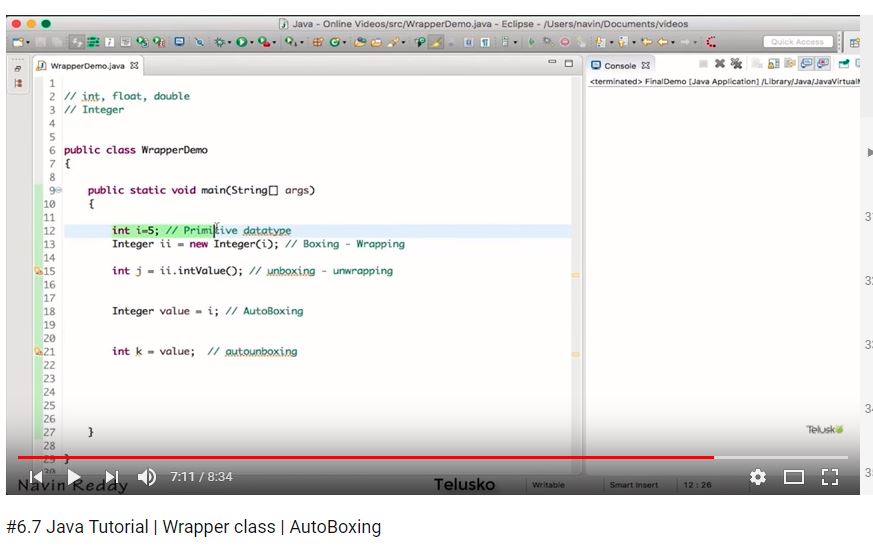 Java - Online Videos/src/WrapperDemo.java - Eclipse - /Users/navin/Documents/videos
Quick Access
WrapperDemo.java
Console
<terminated> FinalDemo [Java Application] /Library/Java/JavaVirtualM
1
2 // int, float, double
3 // Integer
4
5
6 public class WrapperDemo
7 {
8
9 public static void main(String[] args)
10 {
11
12 int i=5; // Primitive datatype
13 Integer ii = new Integer(i); // Boxing - Wrapping
14
15 int j = ii.intValue(); // unboxing - unwrapping
16
17
18 Integer value = i; // AutoBoxing
19
20
21 int k = value; // autounboxing
22
23
24
25
26
27 }
28
29 }
30
Telusko
7:11 / 8:34
Navin Reddy
Telusko
Writable
Smart Insert
12 : 26
#6.7 Java Tutorial | Wrapper class | AutoBoxing